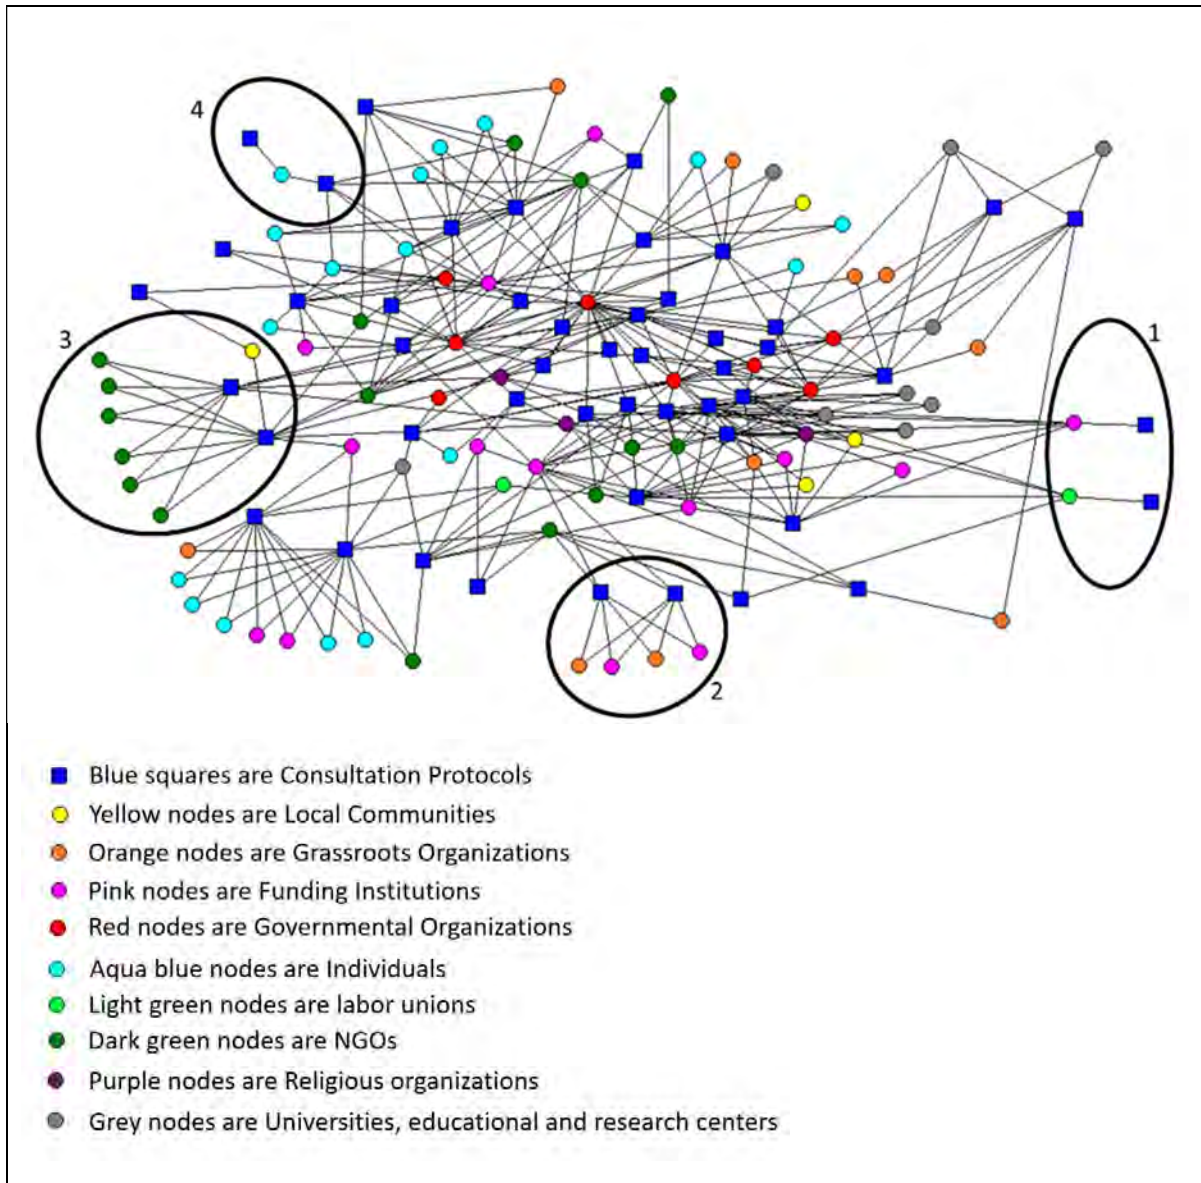 4
1
3
2
Blue squares are Consultation Protocols
Yellow nodes are Local Communities
Orange nodes are Grassroots Organizations
Pink nodes are Funding Institutions
Red nodes are Governmental Organizations
Aqua blue nodes are Individuals
Light green nodes are labor unions
Dark green nodes are NGOs
Purple nodes are Religious organizations
Grey nodes are Universities, educational and research centers